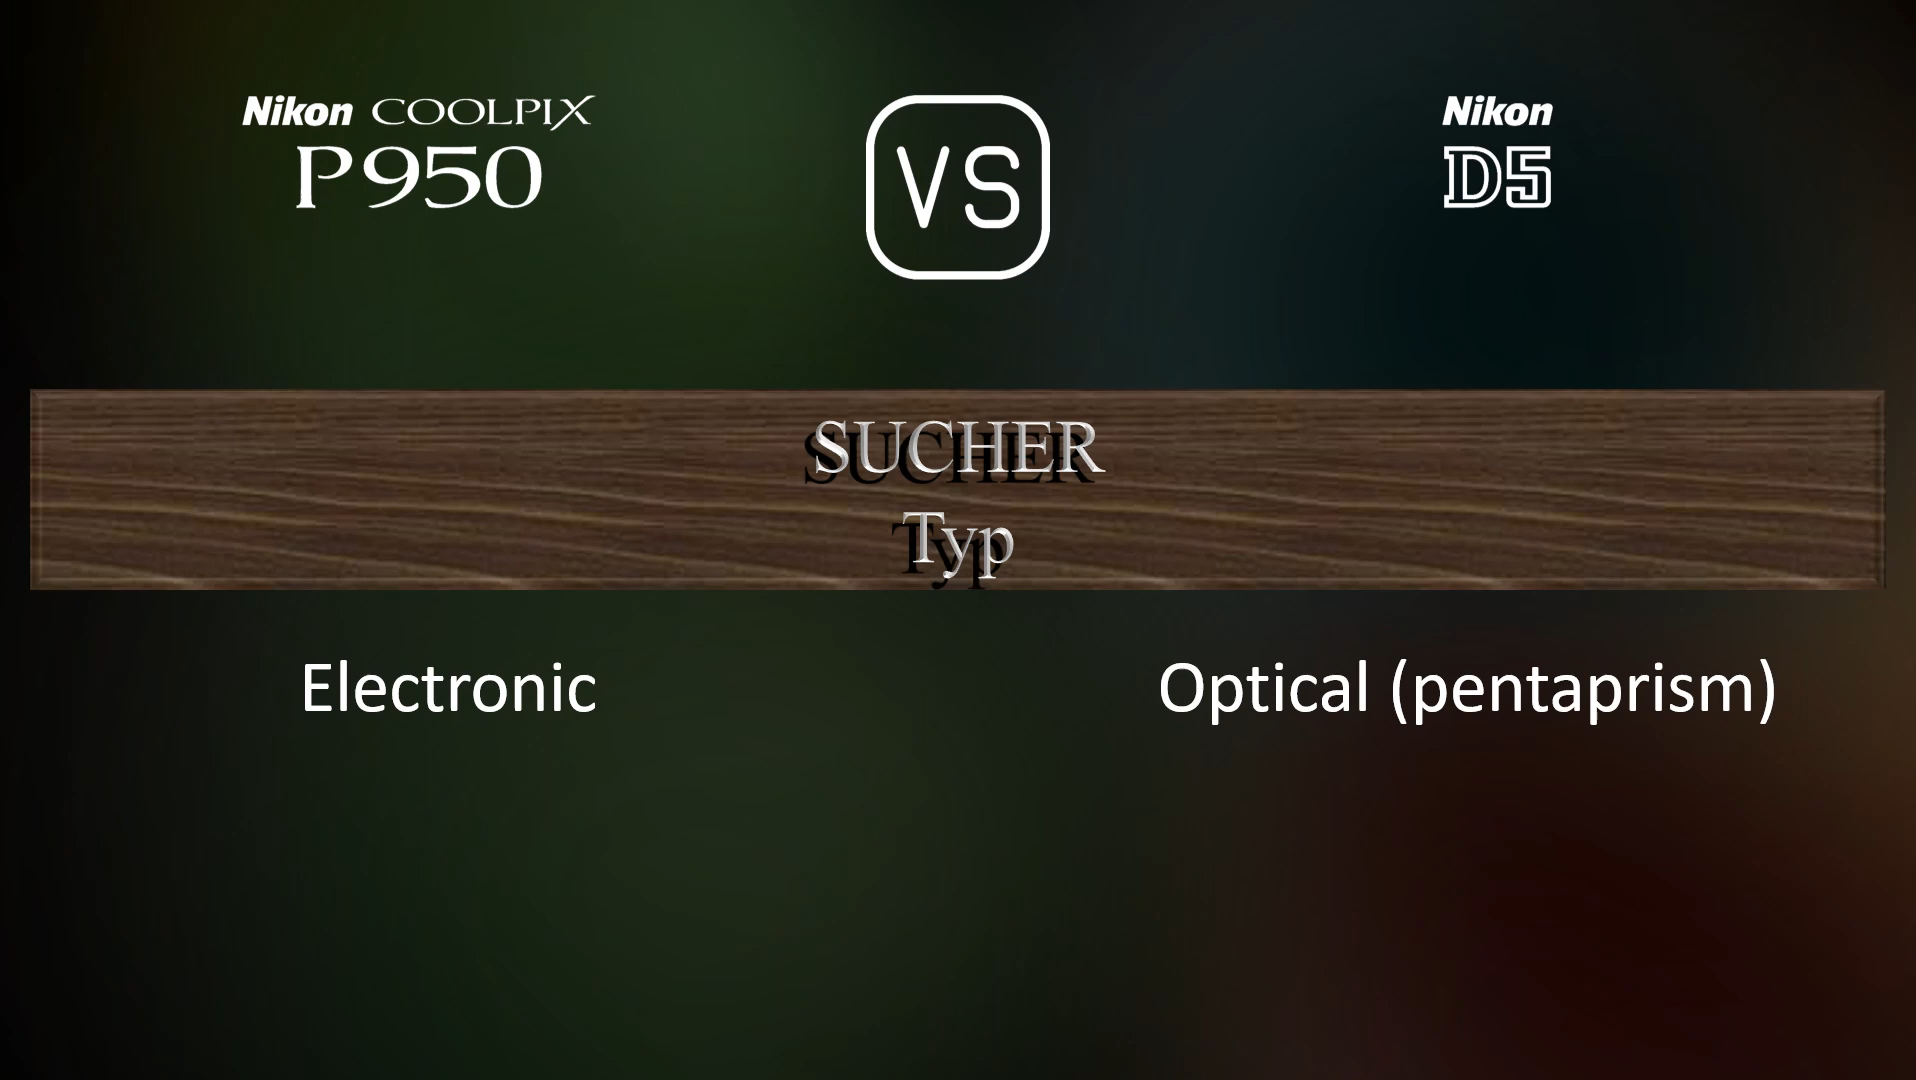 Nikon COOLPIX
P950
VS
Nikon
D5
SUCHER
Typ
Electronic
Optical (pentaprism)